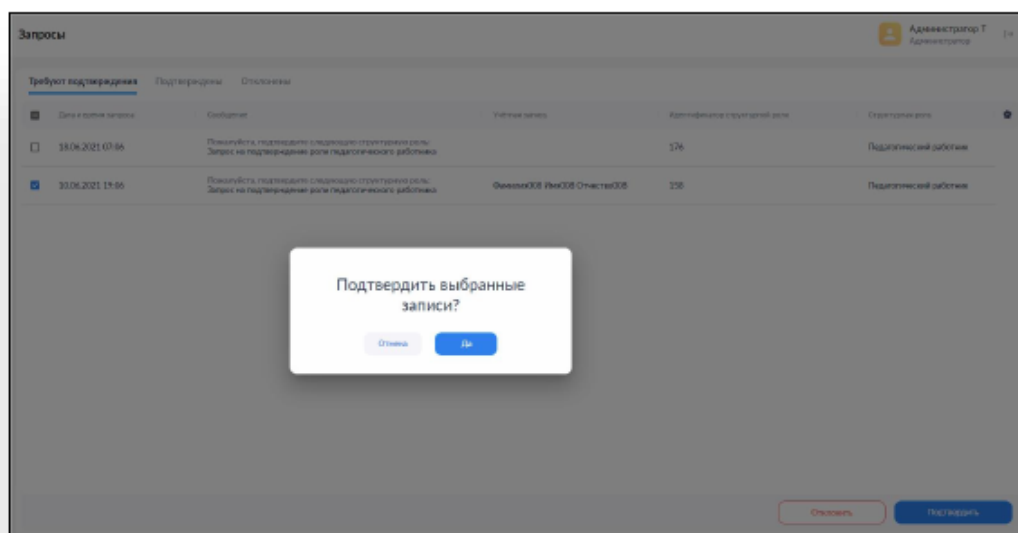 Запросы
Администратор Т
Администратор
Требуют подтверждения Подтверждены Отклонены
Дата и время запроса Сообщение Учётная запись Идентификатор структурной роли Структурная роль
18.06.2021 07:06 Пожалуйста, подтвердите следующую структурную роль: 176 Педагогический работник
Запрос на подтверждение роли педагогического работника
10.06.2021 19:06 Пожалуйста, подтвердите следующую структурную роль: Фамилия008 Имя008 Отчество008 158 Педагогический работник
Запрос на подтверждение роли педагогического работника
Подтвердить выбранные
записи?
Отмена Да
Отклонить Подтвердить